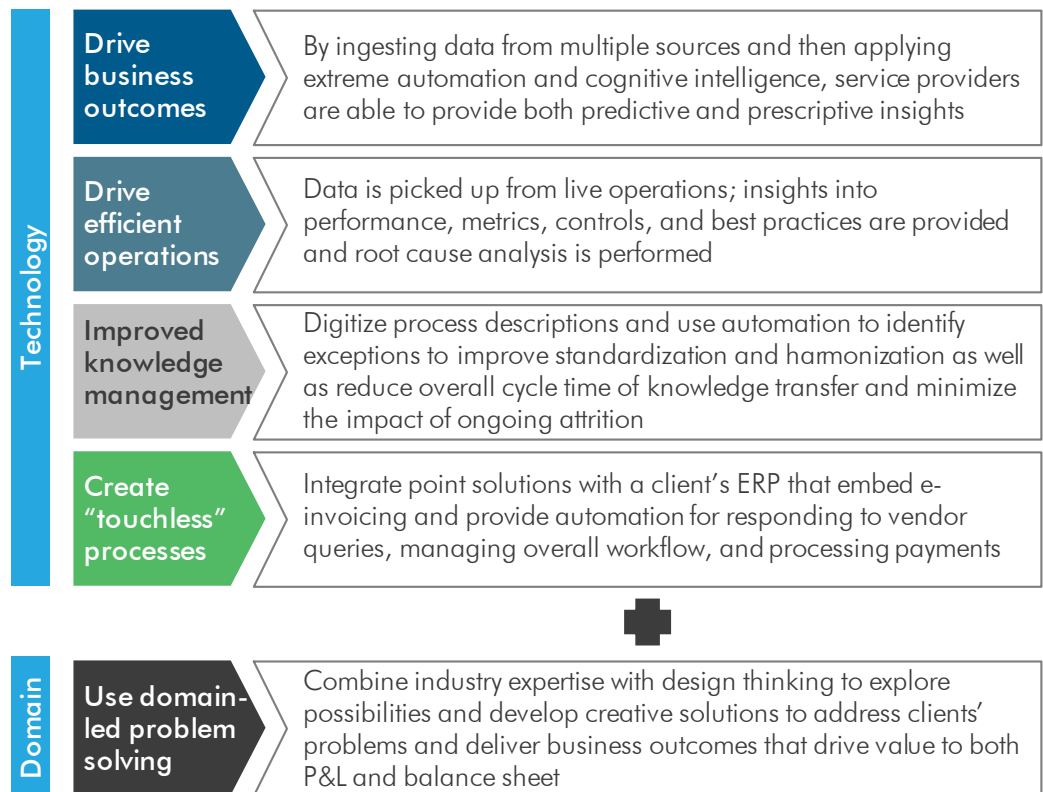 Technology
Drive
business
outcomes
By ingesting data from multiple sources and then applying
extreme automation and cognitive intelligence, service providers
are able to provide both predictive and prescriptive insights
Drive
efficient
operations
Data is picked up from live operations; insights into
performance, metrics, controls, and best practices are provided
and root cause analysis is performed
Improved
knowledge
management
Digitize process descriptions and use automation to identify
exceptions to improve standardization and harmonization as well
as reduce overall cycle time of knowledge transfer and minimize
the impact of ongoing attrition
Create
“touchless”
processes
Integrate point solutions with a client’s ERP that embed e-
invoicing and provide automation for responding to vendor
queries, managing overall workflow, and processing payments
Domain
Use domain-
led problem
solving
Combine industry expertise with design thinking to explore
possibilities and develop creative solutions to address clients’
problems and deliver business outcomes that drive value to both
P&L and balance sheet